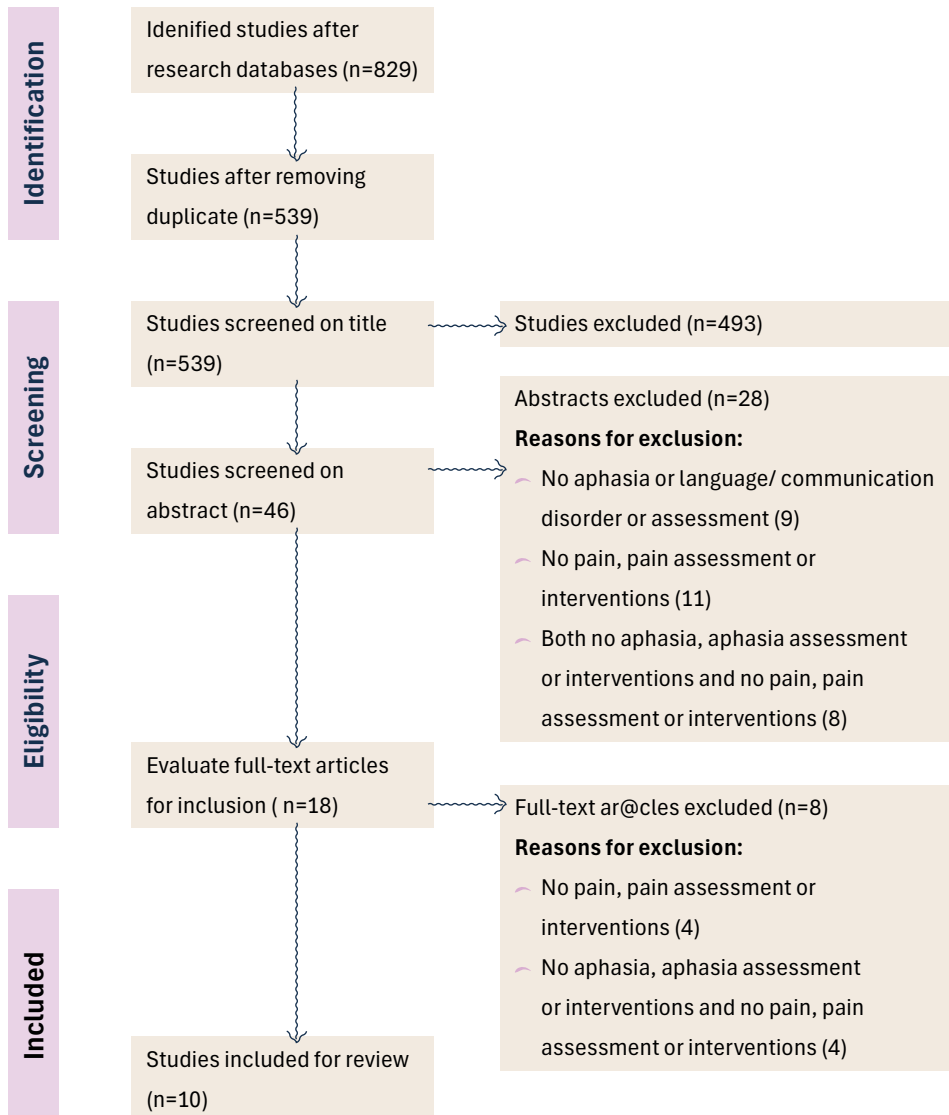 Identification
Idenified studies after
research databases (n=829)
Studies after removing
duplicate (n=539)
Screening
Studies screened on title
(n=539)
Studies excluded (n=493)
Studies screened on
abstract (n=46)
Abstracts excluded (n=28)
Reasons for exclusion:
No aphasia or language/ communication
disorder or assessment (9)
No pain, pain assessment or
interventions (11)
Both no aphasia, aphasia assessment
or interventions and no pain, pain
assessment or interventions (8)
Eligibility
Evaluate full-text articles
for inclusion ( n=18)
Full-text ar@cles excluded (n=8)
Reasons for exclusion:
No pain, pain assessment or
interventions (4)
No aphasia, aphasia assessment
or interventions and no pain, pain
assessment or interventions (4)
Included
Studies included for review
(n=10)